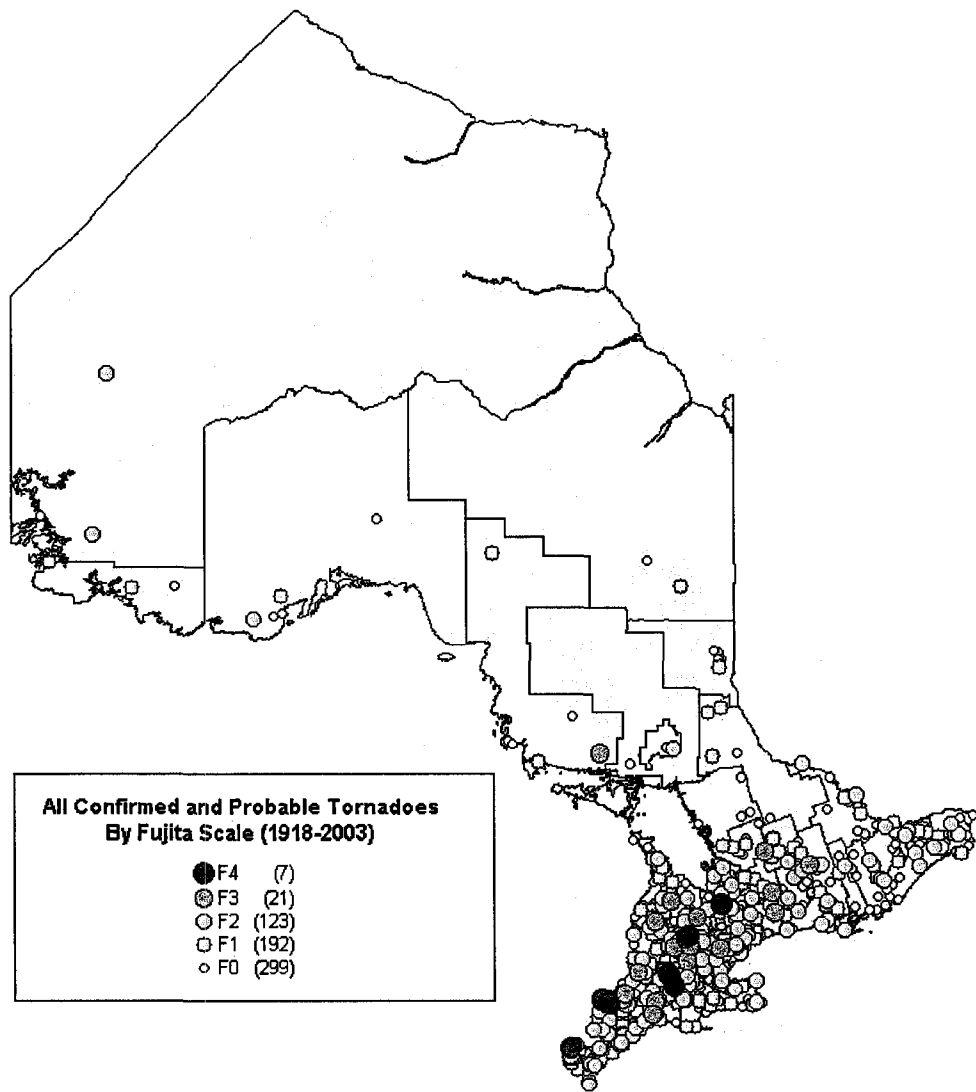 All Confirmed and Probable Tornadoes
By Fujita Scale (1918-2003)
F4 (7)
F3 (21)
F2 (123)
F1 (192)
F0 (299)